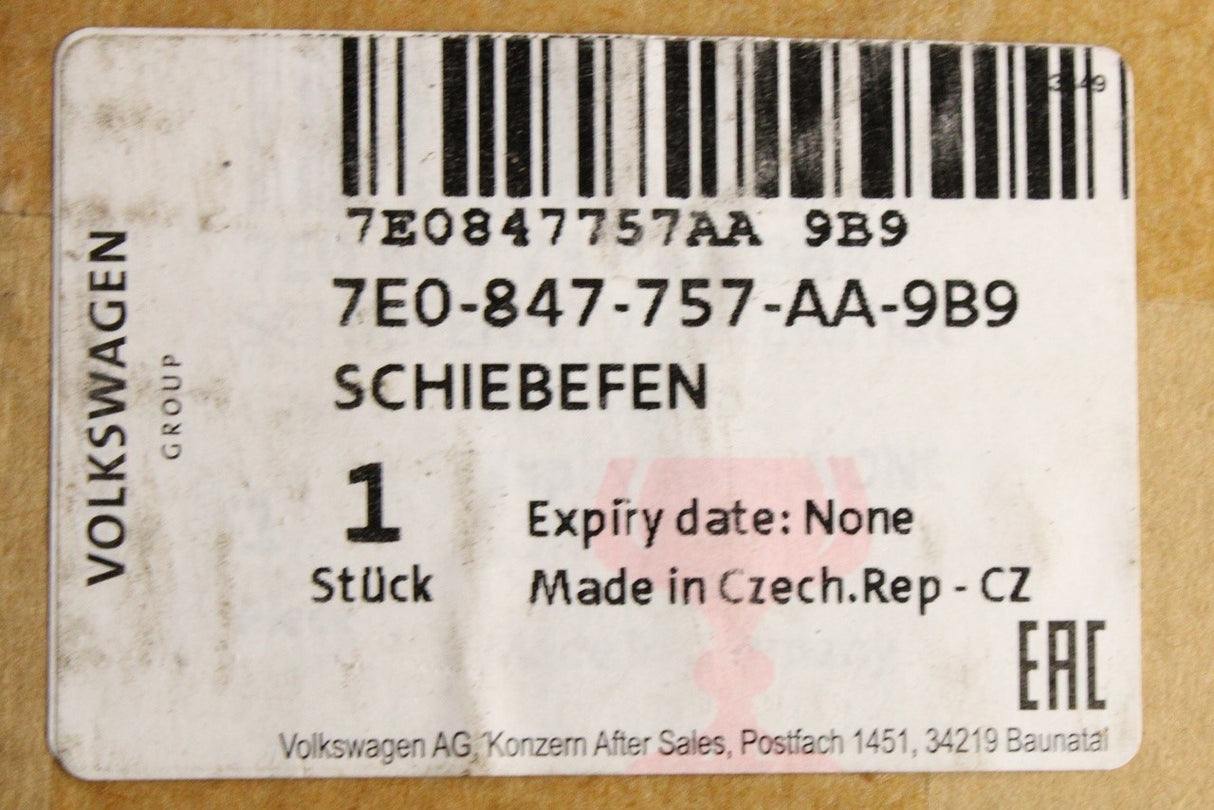 7E0847757AA 9B9
7E0-847-757-AA-9B9
SCHIEBEFEN
1
Stück
Expiry date: None
Made in Czech.Rep - CZ
EAC
Volkswagen AG, Konzern After Sales, Postfach 1451, 34219 Baunatal
VOLKSWAGEN
GROUP